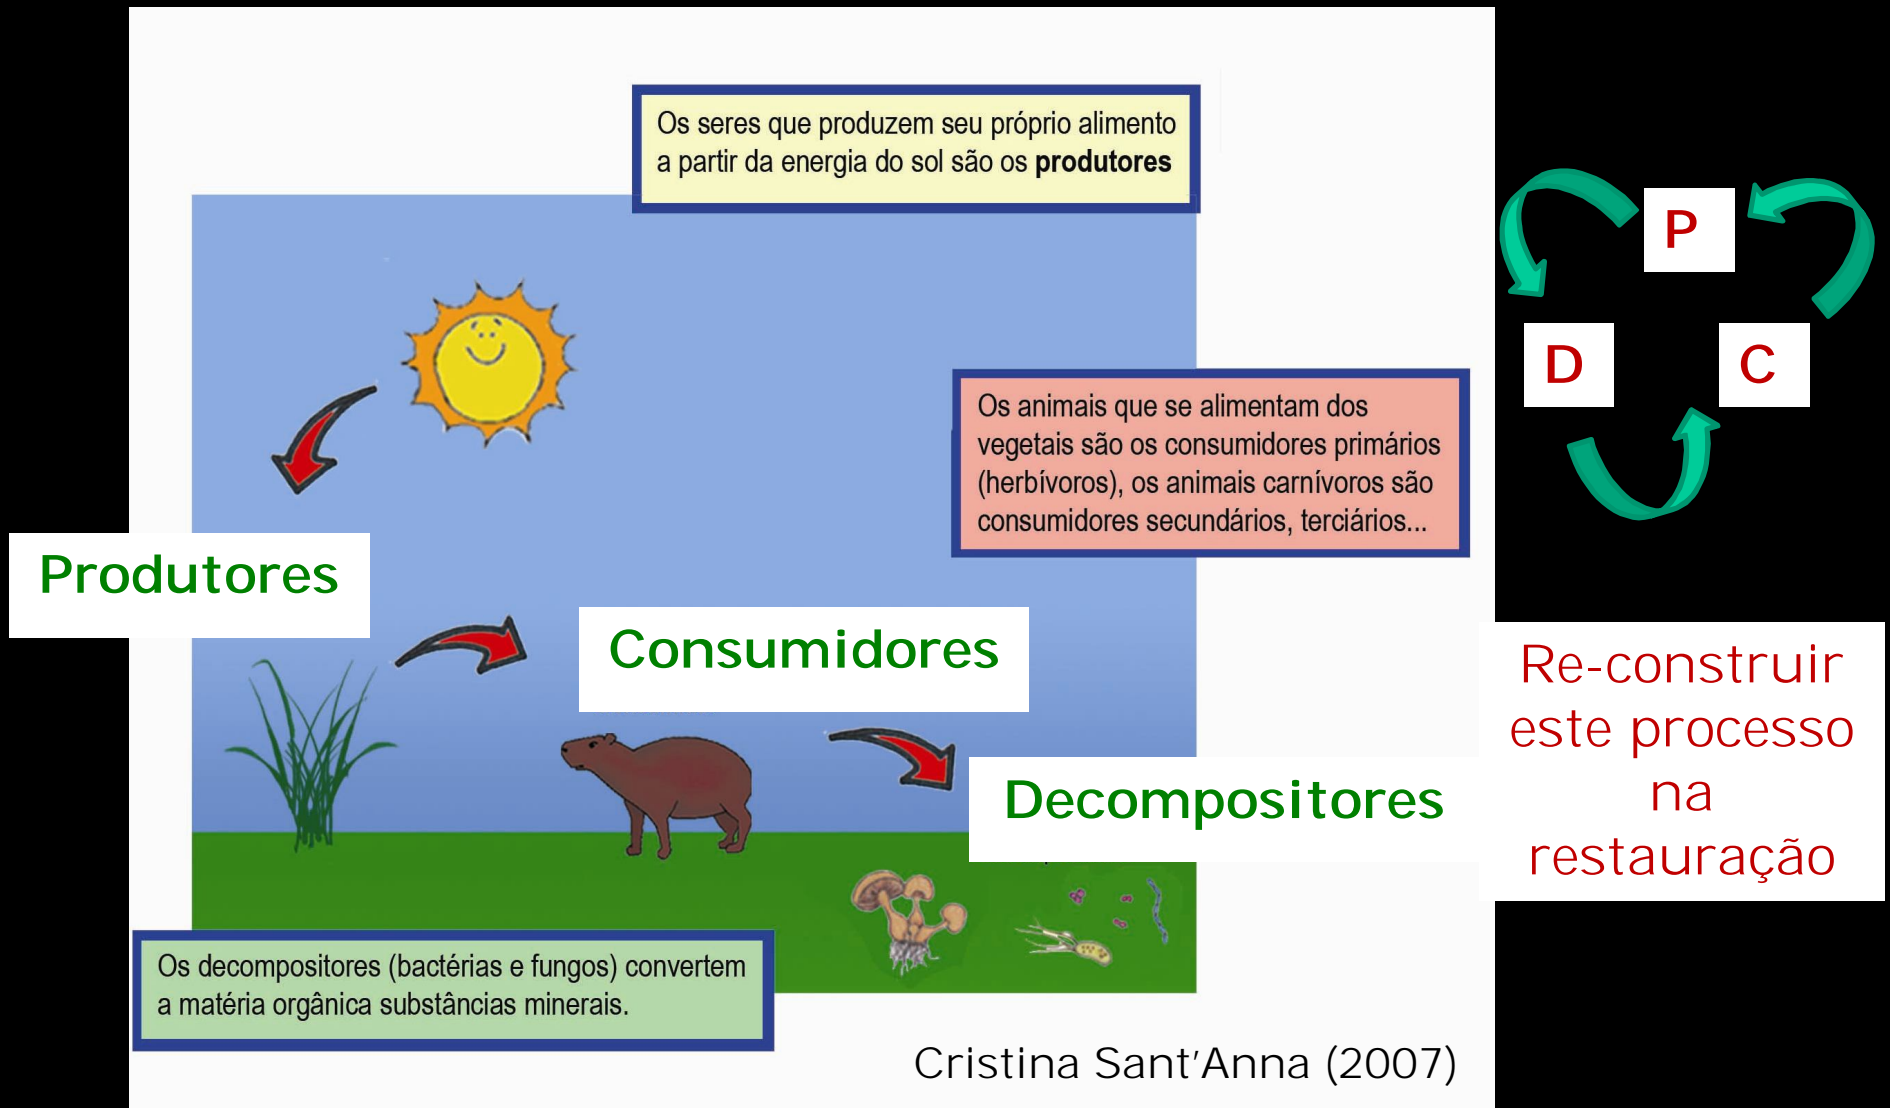 Os seres que produzem seu próprio alimento
a partir da energia do sol são os produtores
P
D
C
Os animais que se alimentam dos
vegetais são os consumidores primários
(herbívoros), os animais carnívoros são
consumidores secundários, terciários...
Produtores
Consumidores
Decompositores
Re-construir
este processo
na
restauração
Os decompositores (bactérias e fungos) convertem
a matéria orgânica substâncias minerais.
Cristina Sant'Anna (2007)